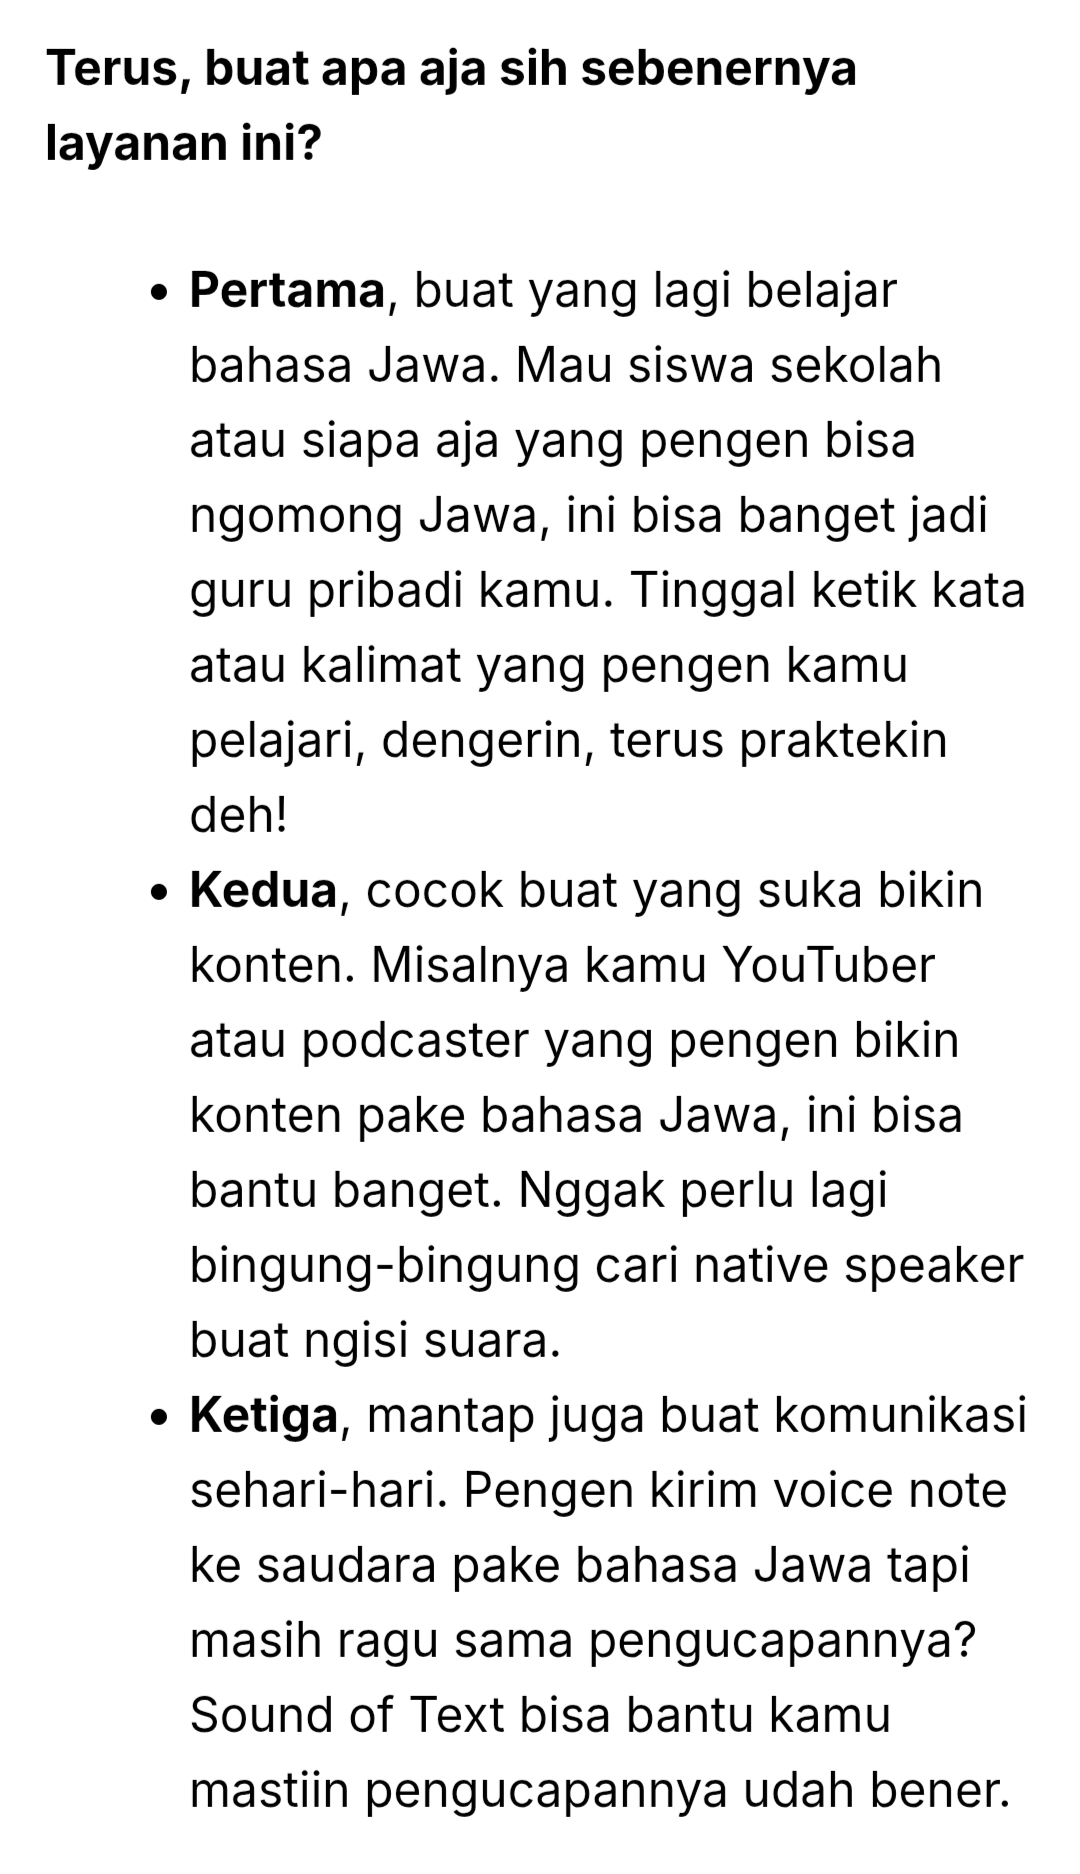 Terus, buat apa aja sih sebenernya
layanan ini?
• Pertama, buat yang lagi belajar
bahasa Jawa. Mau siswa sekolah
atau siapa aja yang pengen bisa
ngomong Jawa, ini bisa banget jadi
guru pribadi kamu. Tinggal ketik kata
atau kalimat yang pengen kamu
pelajari, dengerin, terus praktekin
deh!
• Kedua, cocok buat yang suka bikin
konten. Misalnya kamu YouTuber
atau podcaster yang pengen bikin
konten pake bahasa Jawa, ini bisa
bantu banget. Nggak perlu lagi
bingung-bingung cari native speaker
buat ngisi suara.
• Ketiga, mantap juga buat komunikasi
sehari-hari. Pengen kirim voice note
ke saudara pake bahasa Jawa tapi
masih ragu sama pengucapannya?
Sound of Text bisa bantu kamu
mastiin pengucapannya udah bener.